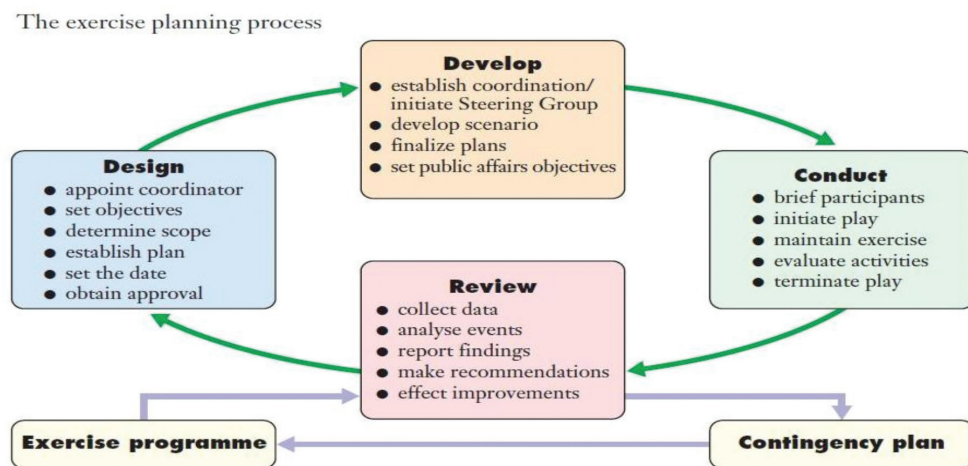 The exercise planning process
Develop
● establish coordination/
initiate Steering Group
● develop scenario
● finalize plans
● set public affairs objectives
Design
● appoint coordinator
● set objectives
● determine scope
● establish plan
● set the date
● obtain approval
Conduct
● brief participants
● initiate play
● maintain exercise
● evaluate activities
● terminate play
Review
● collect data
● analyse events
● report findings
● make recommendations
● effect improvements
Exercise programme
Contingency plan